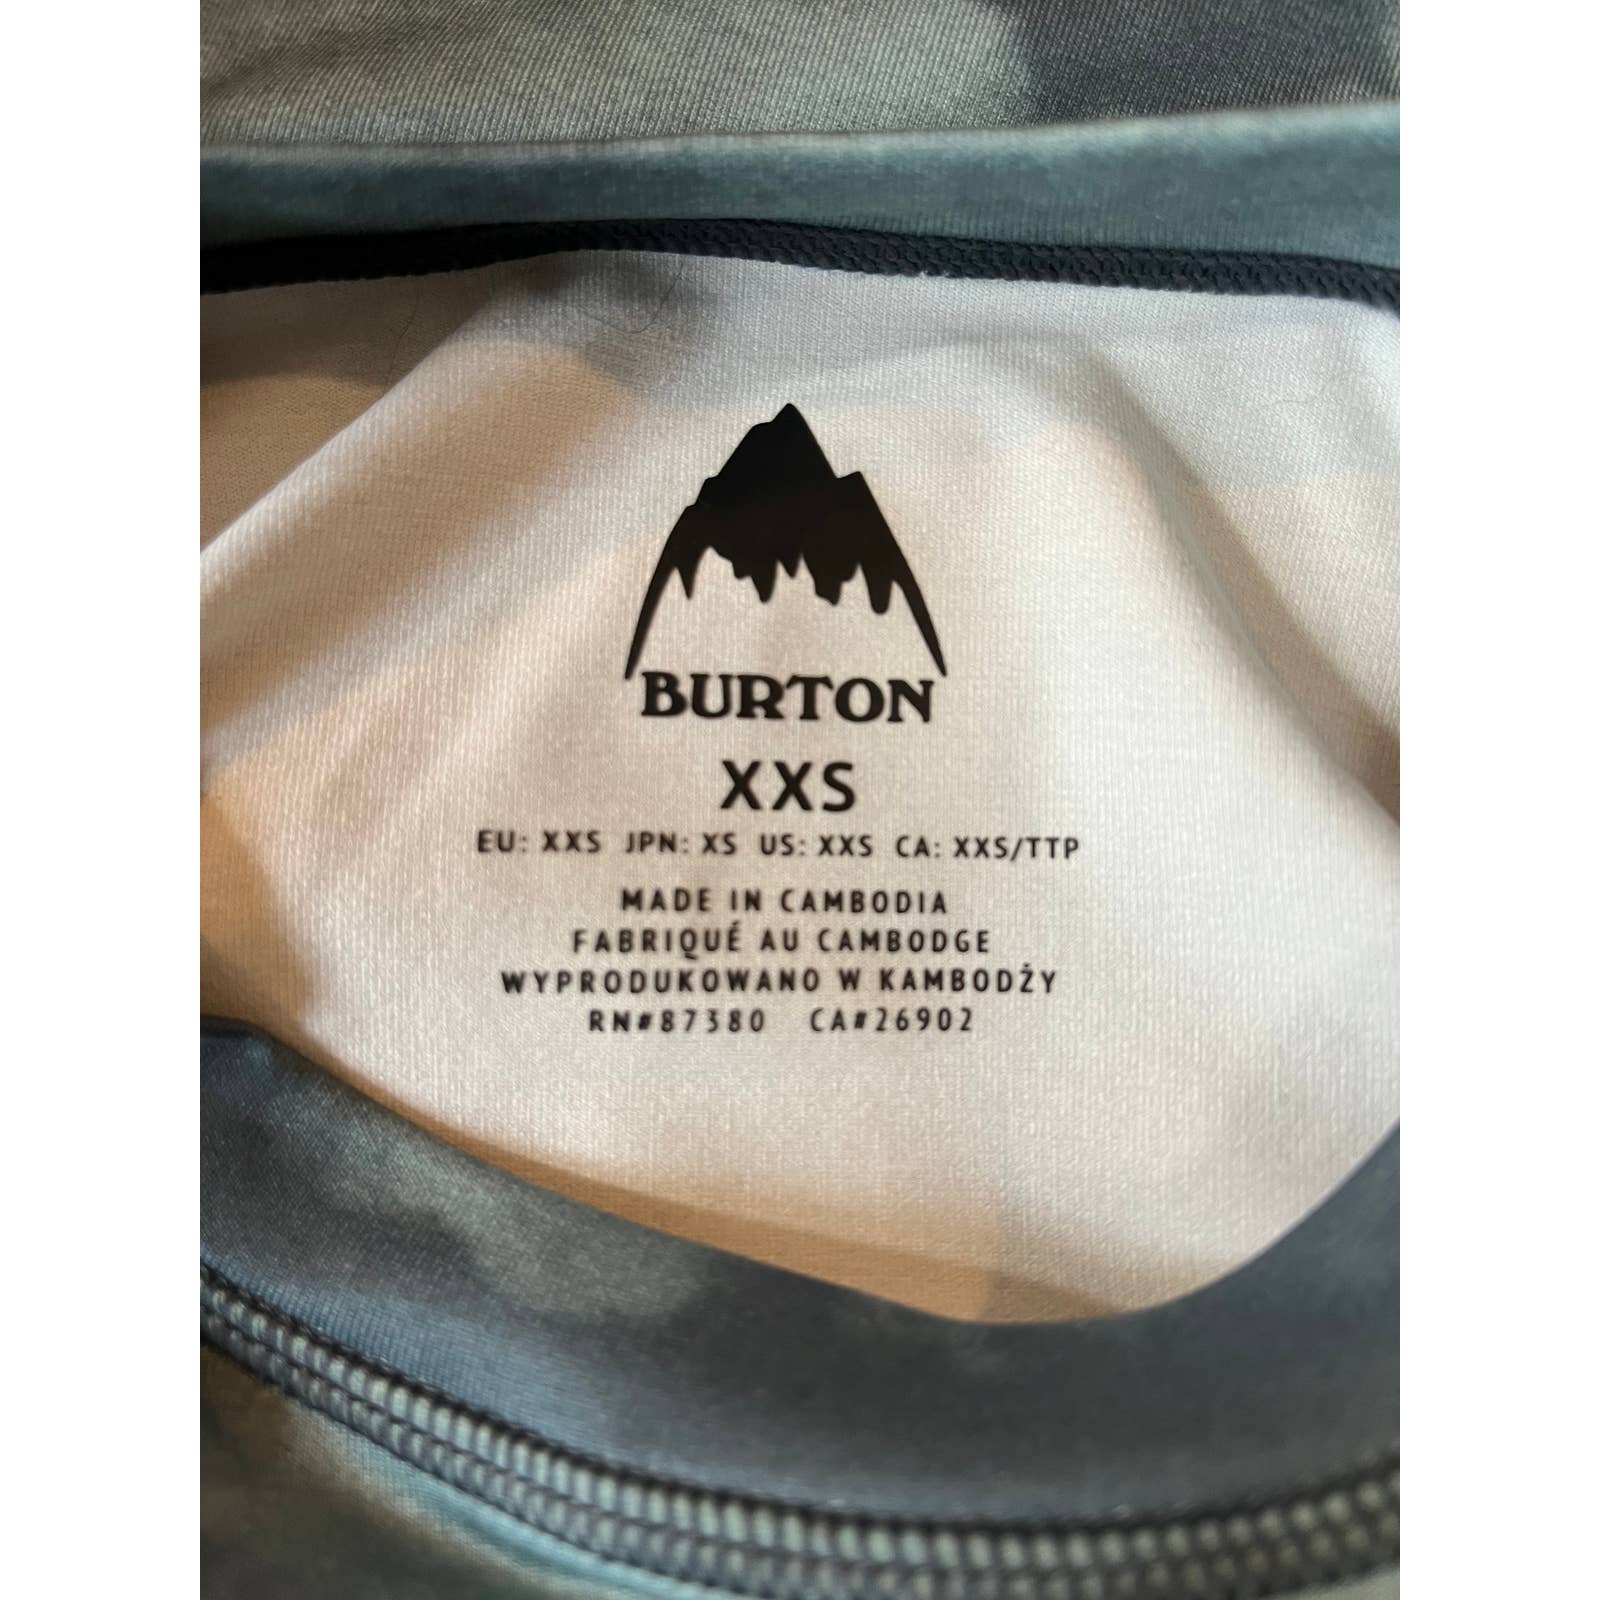 BURTON
XXS
EU: XXS JPN: XS US: XXS CA: XXS/TTP
MADE IN CAMBODIA
FABRIQUÉ AU CAMBODGE
WYPRODUKOWANO W KAMBODŻY
RN#87380 CA#26902